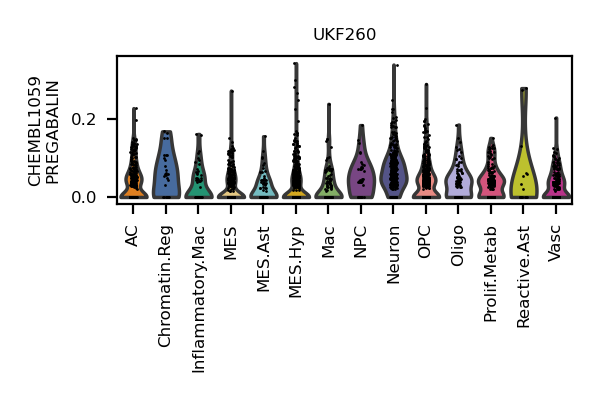 UKF260
CHEMBL1059
PREGABALIN
0.2
0.0
AC
Chromatin.Reg
Inflammatory.Mac
MES
MES.Ast
MES.Hyp
Mac
NPC
Neuron
OPC
Oligo
Prolif.Metab
Reactive.Ast
Vasc